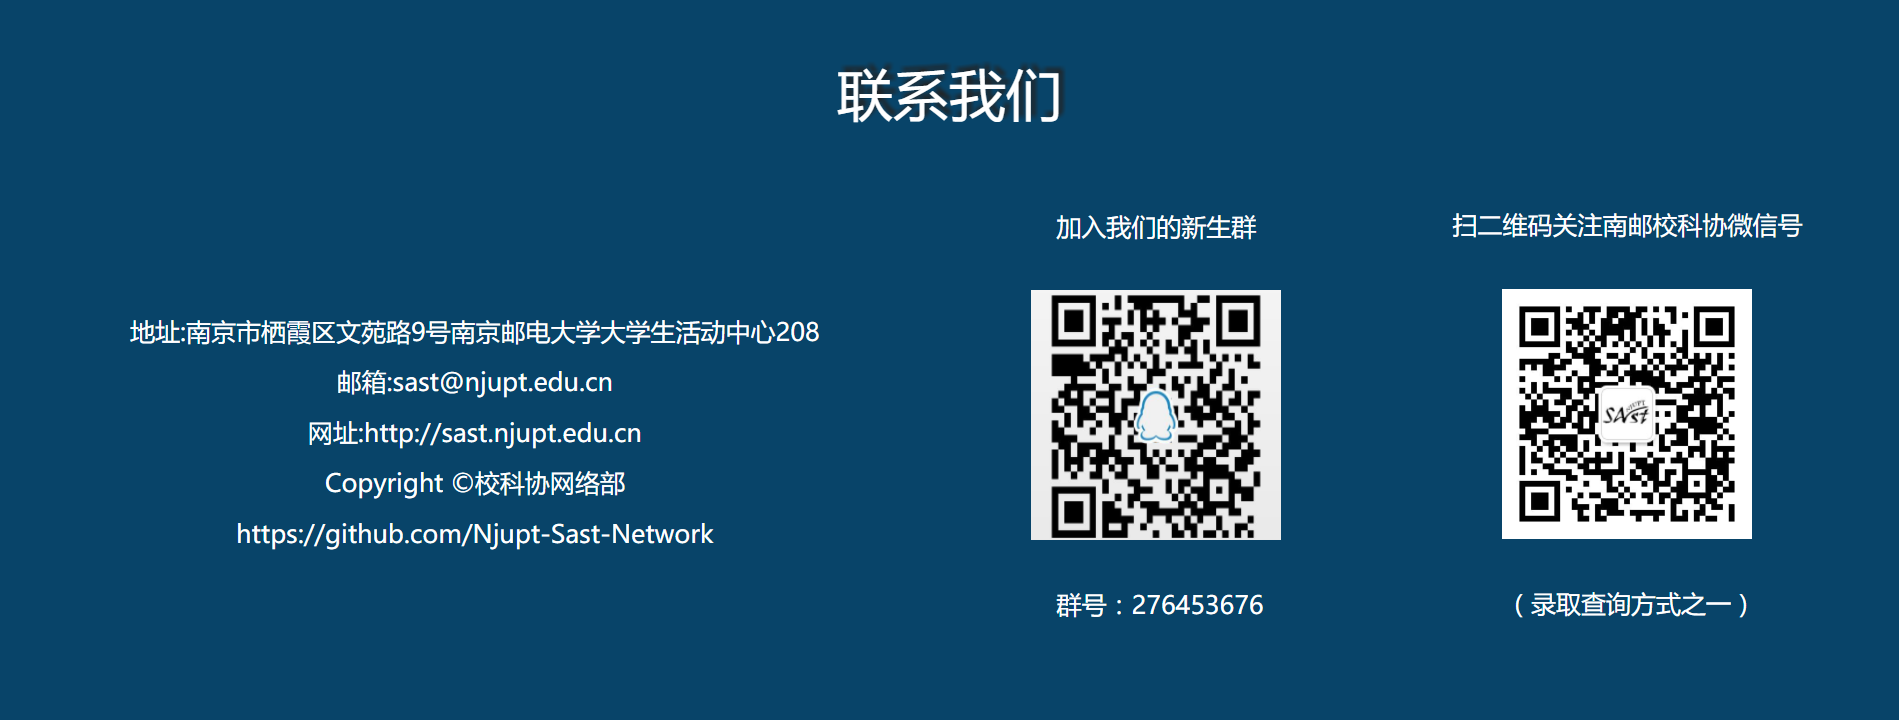 联系我们
地址:南京市栖霞区文苑路9号南京邮电大学大学生活动中心208
邮箱:sast@njupt.edu.cn
网址:http://sast.njupt.edu.cn
Copyright ©校科协网络部
https://github.com/Njupt-Sast-Network
加入我们的新生群
群号：276453676
扫二维码关注南邮校科协微信号
NJUPT
SAst
（录取查询方式之一）